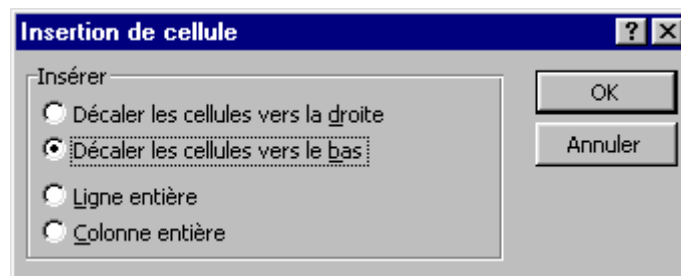 Insertion de cellule
Insérer
Décaler les cellules vers la droite
Décaler les cellules vers le bas
Ligne entière
Colonne entière
OK
Annuler